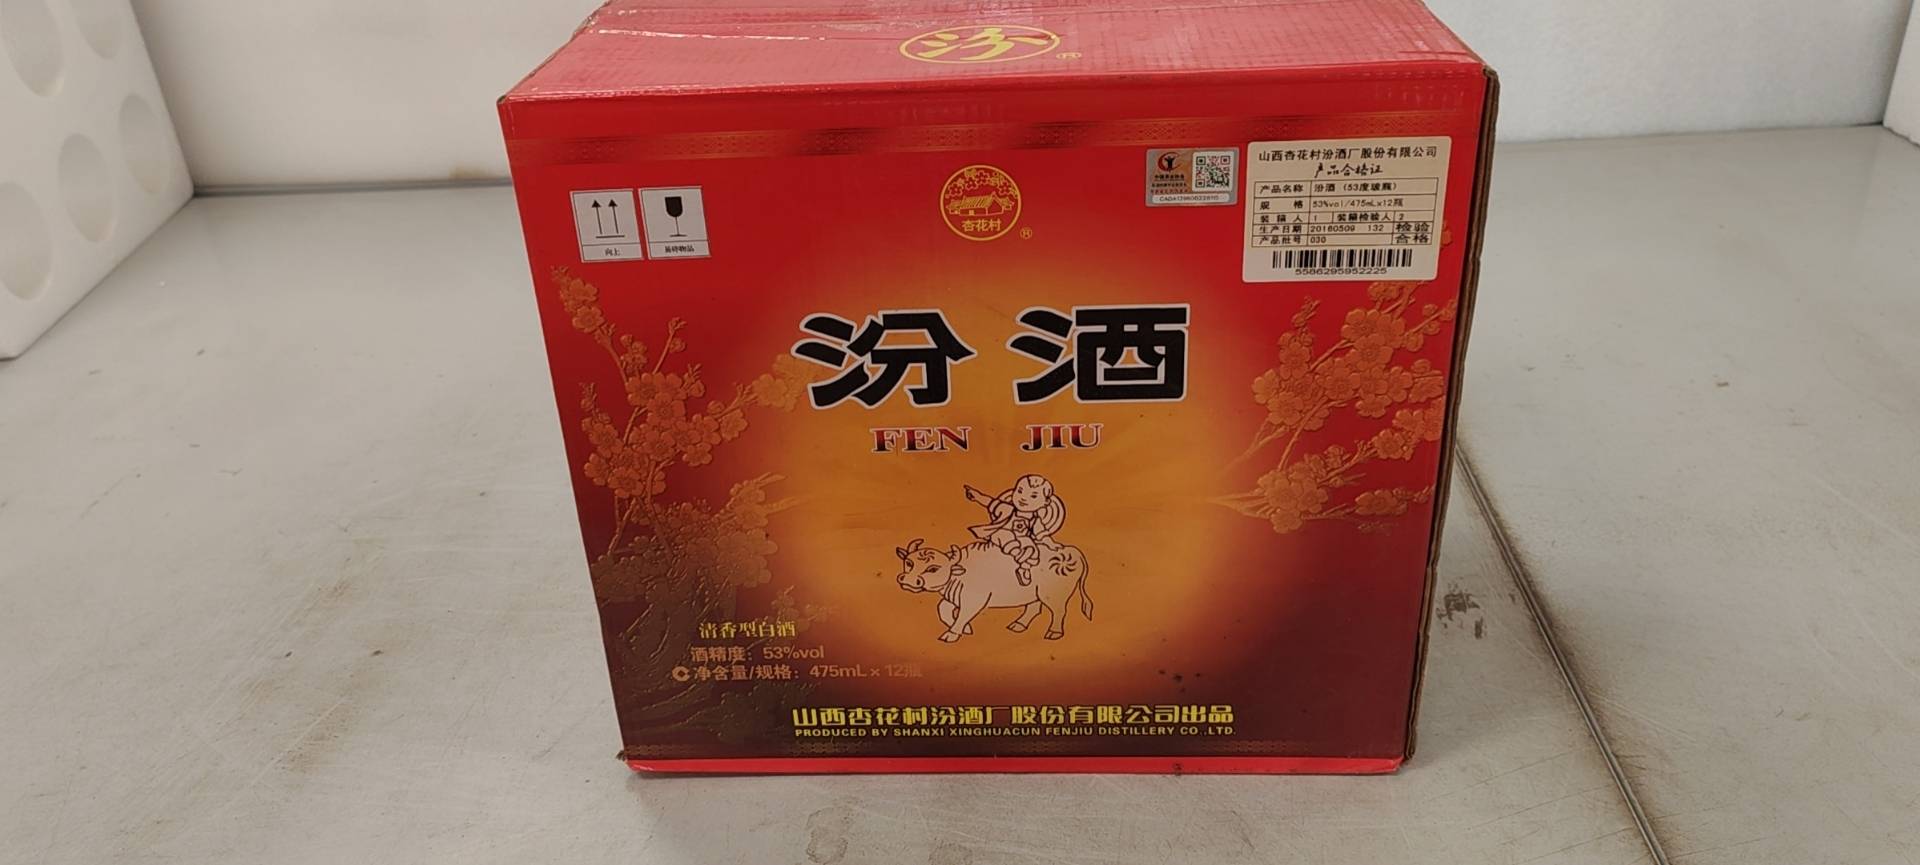 汾
®
杏花村
®
向上
易碎物品
山西杏花村汾酒厂股份有限公司
产品合格证
产品名称 汾酒 (53度玻瓶)
规 格 53%vol/475mLx12瓶
装箱人 1 装箱检验人 2
生产日期 20160509 132 检验
产品批号 030 合格
5586295952225
汾酒
FEN JIU
清香型白酒
酒精度：53%vol
C 净含量/规格：475mL×12瓶
山西杏花村汾酒厂股份有限公司出品
PRODUCED BY SHANXI XINGHUACUN FENJIU DISTILLERY CO.,LTD.